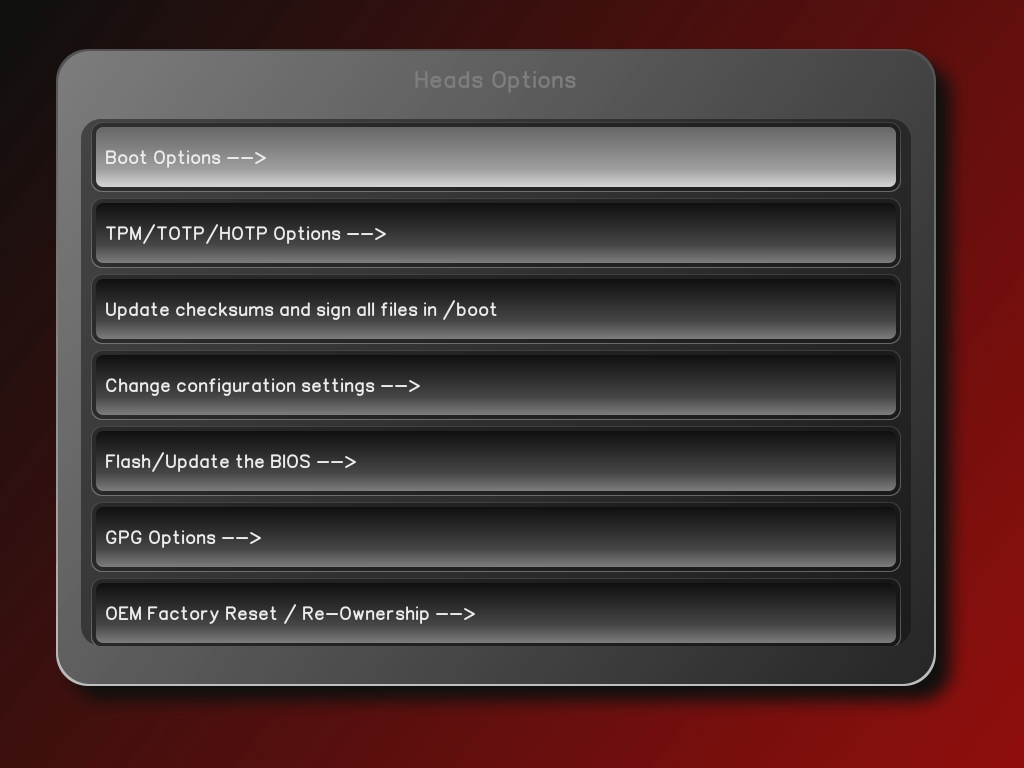 Heads Options
Boot Options -->
TPM/TOTP/HOTP Options -->
Update checksums and sign all files in /boot
Change configuration settings -->
Flash/Update the BIOS -->
GPG Options -->
OEM Factory Reset / Re-Ownership -->